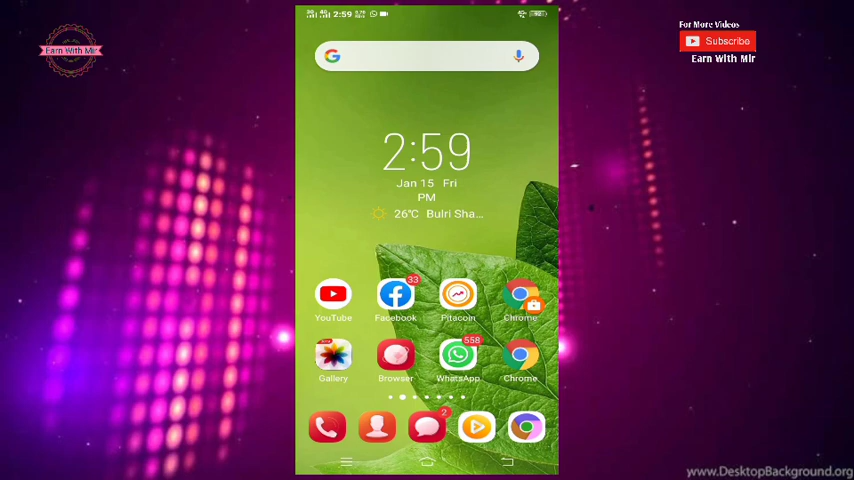 For More Videos
Subscribe
Earn With Mir
Earn With Mir
2:59
2:59
Jan 15 Fri
PM
26°C Bulri Sha...
33
558
YouTube
Facebook
Pitacoin
Chrome
Gallery
Browser
WhatsApp
Chrome
2
www.DesktopBackground.org